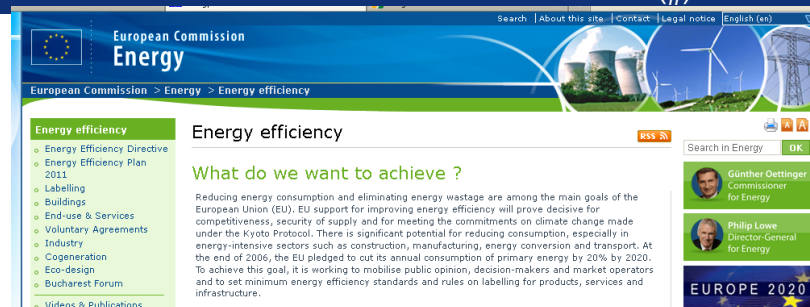 Search | About this site | Contact | Legal notice English (en)
European Commission
Energy
European Commission > Energy > Energy efficiency
Energy efficiency
Energy Efficiency Directive
Energy Efficiency Plan
2011
Labelling
Buildings
End-use & Services
Voluntary Agreements
Industry
Cogeneration
Eco-design
Bucharest Forum
Videos & Publications
Energy efficiency
RSS
What do we want to achieve ?
Reducing energy consumption and eliminating energy wastage are among the main goals of the
European Union (EU). EU support for improving energy efficiency will prove decisive for
competitiveness, security of supply and for meeting the commitments on climate change made
under the Kyoto Protocol. There is significant potential for reducing consumption, especially in
energy-intensive sectors such as construction, manufacturing, energy conversion and transport. At
the end of 2006, the EU pledged to cut its annual consumption of primary energy by 20% by 2020.
To achieve this goal, it is working to mobilise public opinion, decision-makers and market operators
and to set minimum energy efficiency standards and rules on labelling for products, services and
infrastructure.
A A
Search in Energy OK
Günther Oettinger
Commissioner
for Energy
Philip Lowe
Director-General
for Energy
EUROPE 2020